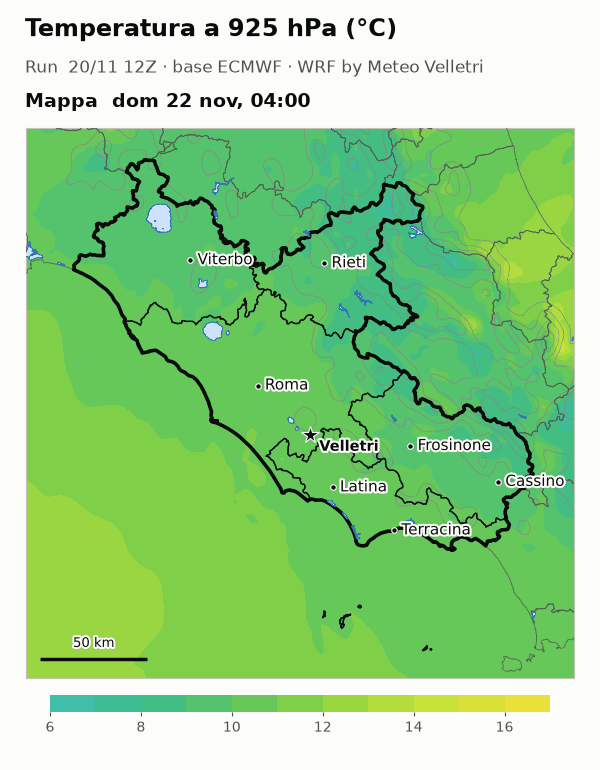 Temperatura a 925 hPa (°C)
Run  20/11 12Z · base ECMWF · WRF by Meteo Velletri
Mappa  dom 22 nov, 04:00
Viterbo
Rieti
Roma
Velletri
Frosinone
Cassino
Latina
Terracina
50 km
6 8 10 12 14 16